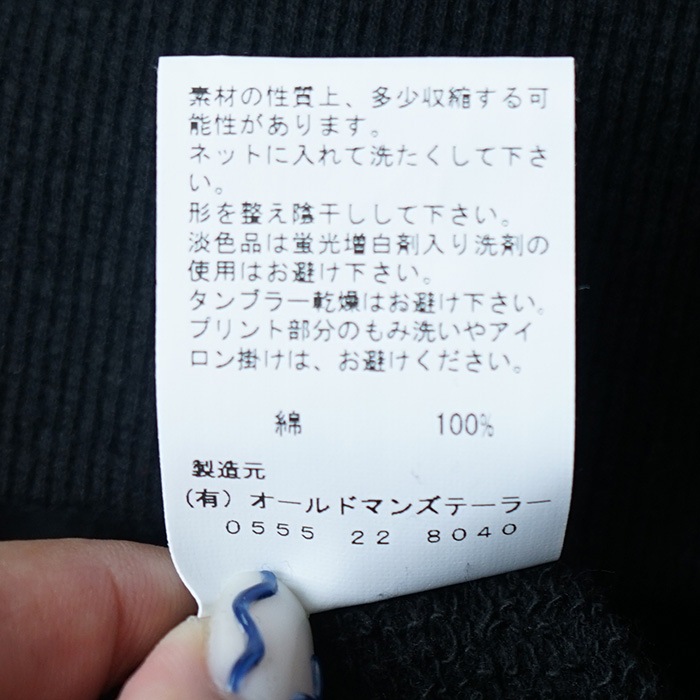 素材の性質上、多少収縮する可
能性があります。
ネットに入れて洗たくして下さ
い。
形を整え陰干しして下さい。
淡色品は蛍光増白剤入り洗剤の
使用はお避け下さい。
タンブラー乾燥はお避け下さい。
プリント部分のもみ洗いやアイ
ロン掛けは、お避けください。
綿 100%
製造元
(有) オールドマンズテーラー
0555 22 8040